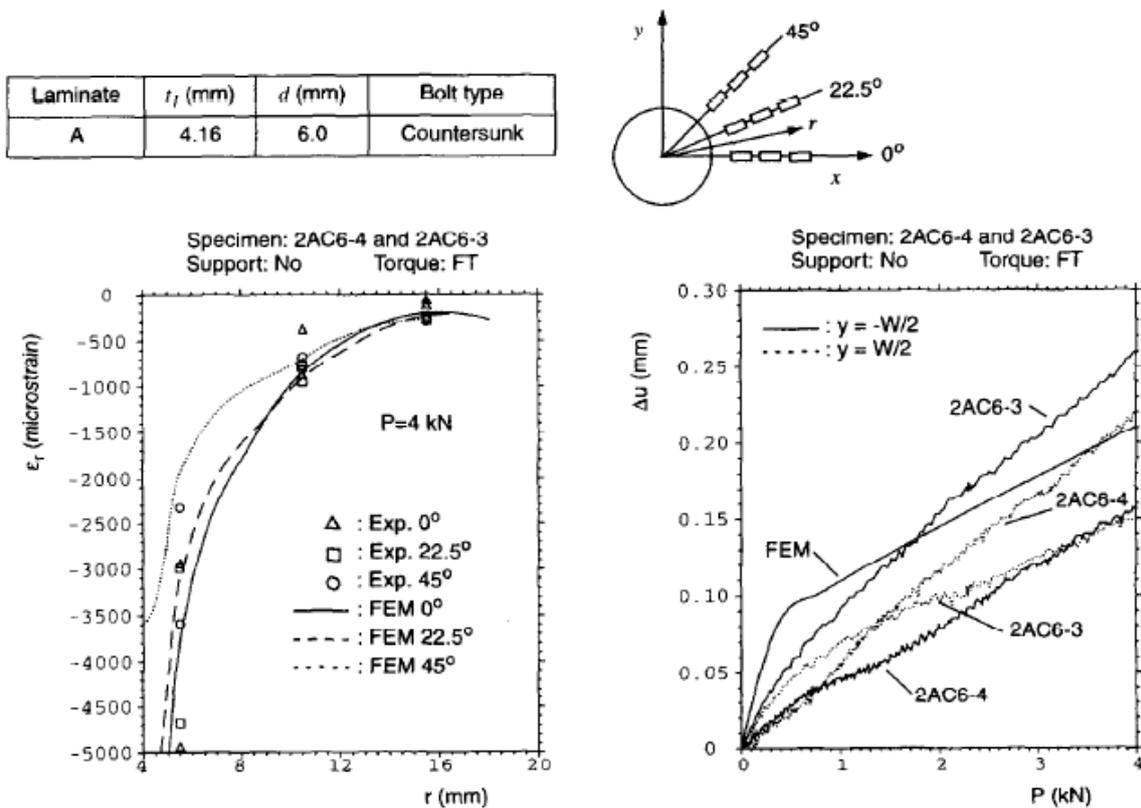 Laminate t1 (mm) d (mm) Bolt type
A 4.16 6.0 Countersunk
y
45°
22.5°
r
0°
x
Specimen: 2AC6-4 and 2AC6-3
Support: No Torque: FT
0
-500
-1000
-1500
-2000
-2500
-3000
-3500
-4000
-4500
-5000
εr (microstrain)
P=4 kN
△ : Exp. 0°
□ : Exp. 22.5°
○ : Exp. 45°
: FEM 0°
: FEM 22.5°
: FEM 45°
4 8 12 16 20
r (mm)
Specimen: 2AC6-4 and 2AC6-3
Support: No Torque: FT
0.30
0.25
0.20
0.15
0.10
0.05
0
Δu (mm)
: y = -W/2
: y = W/2
2AC6-3
2AC6-4
FEM
2AC6-3
2AC6-4
0 1 2 3 4
P (kN)